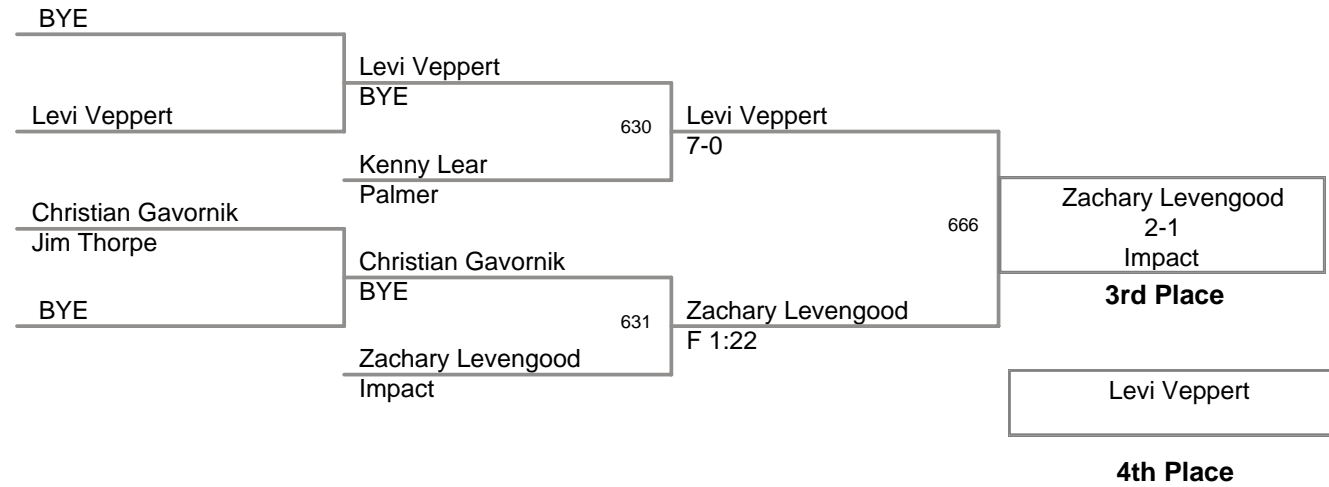 BYE
Levi Veppert
BYE
Levi Veppert
630
Levi Veppert
7-0
Kenny Lear
Palmer
Christian Gavornik
Jim Thorpe
Zachary Levengood
2-1
Impact
3rd Place
666
Christian Gavornik
BYE
BYE
631
Zachary Levengood
F 1:22
Zachary Levengood
Impact
Levi Veppert
4th Place